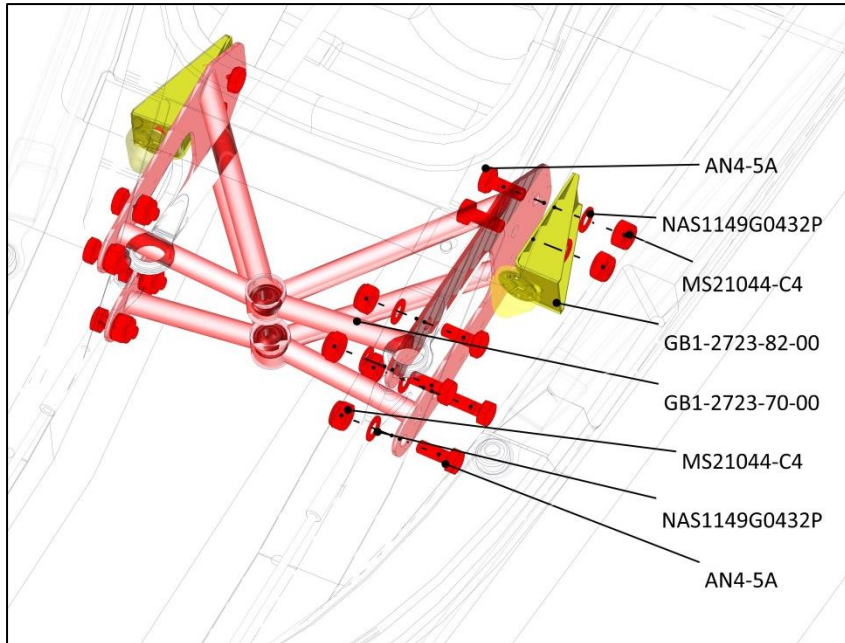 AN4-5A
NAS1149G0432P
MS21044-C4
GB1-2723-82-00
GB1-2723-70-00
MS21044-C4
NAS1149G0432P
AN4-5A